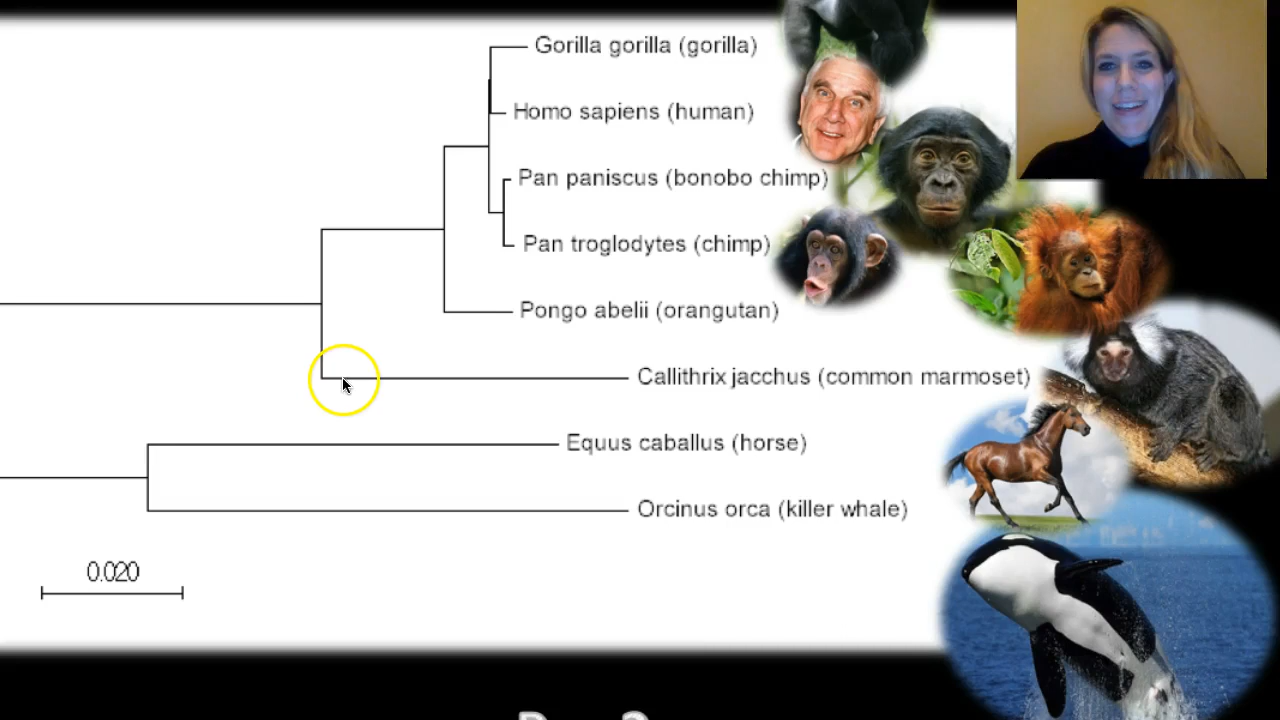 Gorilla gorilla (gorilla)
Homo sapiens (human)
Pan paniscus (bonobo chimp)
Pan troglodytes (chimp)
Pongo abelii (orangutan)
Callithrix jacchus (common marmoset)
Equus caballus (horse)
Orcinus orca (killer whale)
0.020